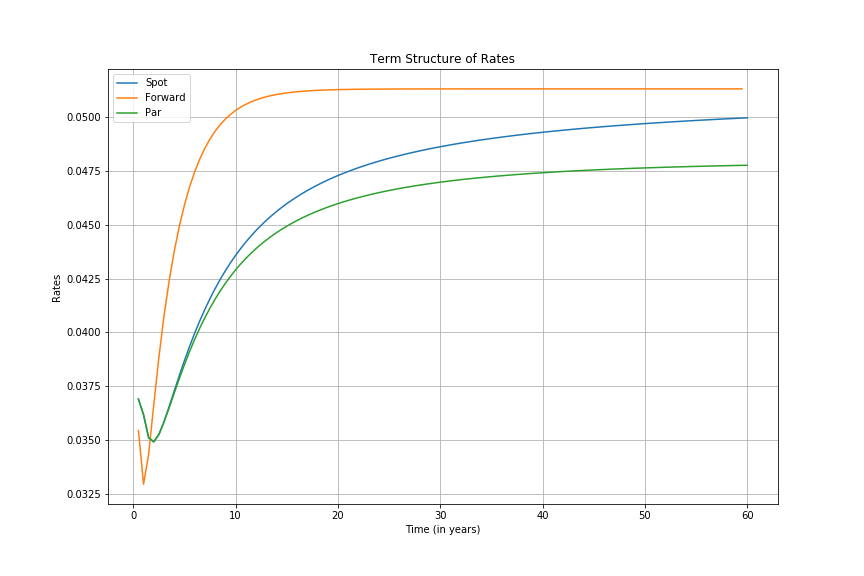 Term Structure of Rates
Spot
Forward
Par
Rates
0.0500
0.0475
0.0450
0.0425
0.0400
0.0375
0.0350
0.0325
0 10 20 30 40 50 60
Time (in years)